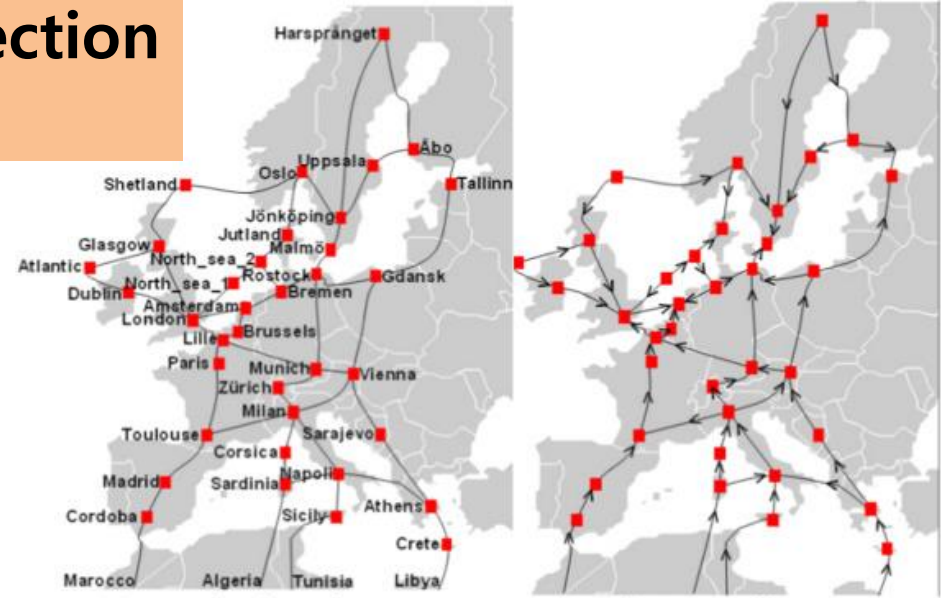 ection
Harsprånget
Åbo
Uppsala
Oslo
Tallinn
Shetland
Jönköping
Jutland
Glasgow
Malmö
North_sea_2
Atlantic
Rostock
Gdansk
North_sea_1
Dublin
Bremen
Amsterdam
London
Brussels
Lille
Paris
Munich
Vienna
Zürich
Milan
Toulouse
Sarajevo
Corsica
Napoli
Madrid
Sardinia
Athens
Cordoba
Sicily
Crete
Marocco
Algeria
Tunisia
Libya